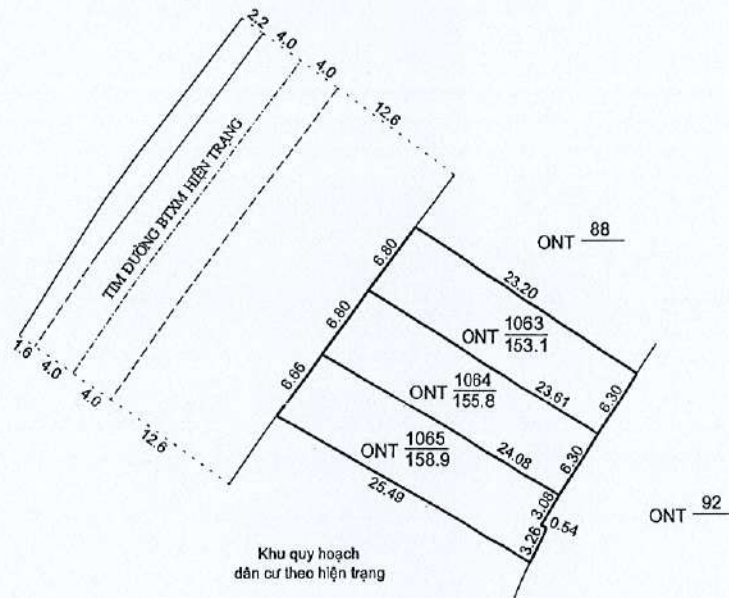 2.2
4.0
4.0
12.6
TIM ĐƯỜNG BTXM HIỆN TRẠNG
1.6
4.0
4.0
12.6
ONT 88
6.80
23.20
ONT 1063
153.1
6.80
23.61
6.30
ONT 1064
155.8
6.66
24.08
6.30
ONT 1065
158.9
25.49
3.08
0.54
3.26
ONT 92
Khu quy hoạch
dân cư theo hiện trạng